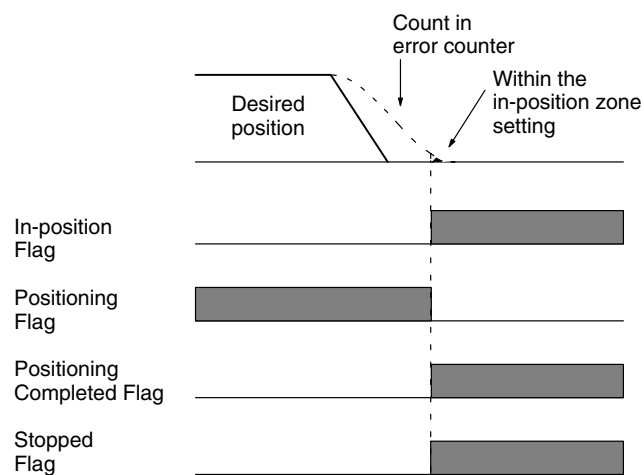 Count in
error counter
Within the
in-position zone
setting
Desired
position
In-position
Flag
Positioning
Flag
Positioning
Completed Flag
Stopped
Flag